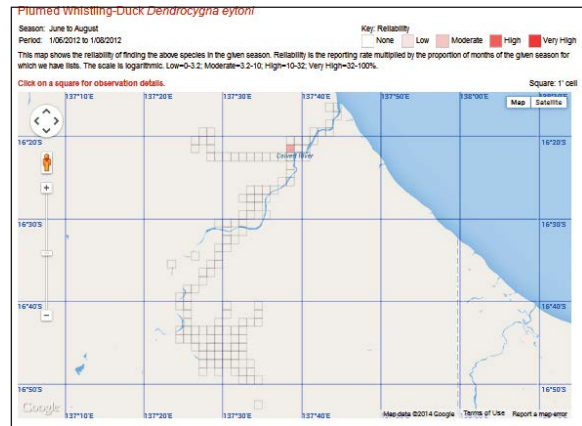 Plumed Whistling-Duck Dendrocygna eytoni
Season: June to August
Period: 1/06/2012 to 1/08/2012
Key: Reliability
None Low Moderate High Very High
This map shows the reliability of finding the above species in the given season. Reliability is the reporting rate multiplied by the proportion of months of the given season for
which we have lists. The scale is logarithmic. Low=0-3.2; Moderate=3.2-10; High=10-32; Very High=32-100%.
Click on a square for observation details.
Square: 1' cell
137°10'E 137°20'E 137°30'E 137°40'E 137°50'E 138°00'E 138°10'E
Map Satellite
16°20'S 16°20'S
Calvert River
16°30'S 16°30'S
16°40'S 16°40'S
16°50'S 16°50'S
Google
137°10'E 137°20'E 137°30'E 137°40'E
Map data ©2014 Google Terms of Use Report a map error